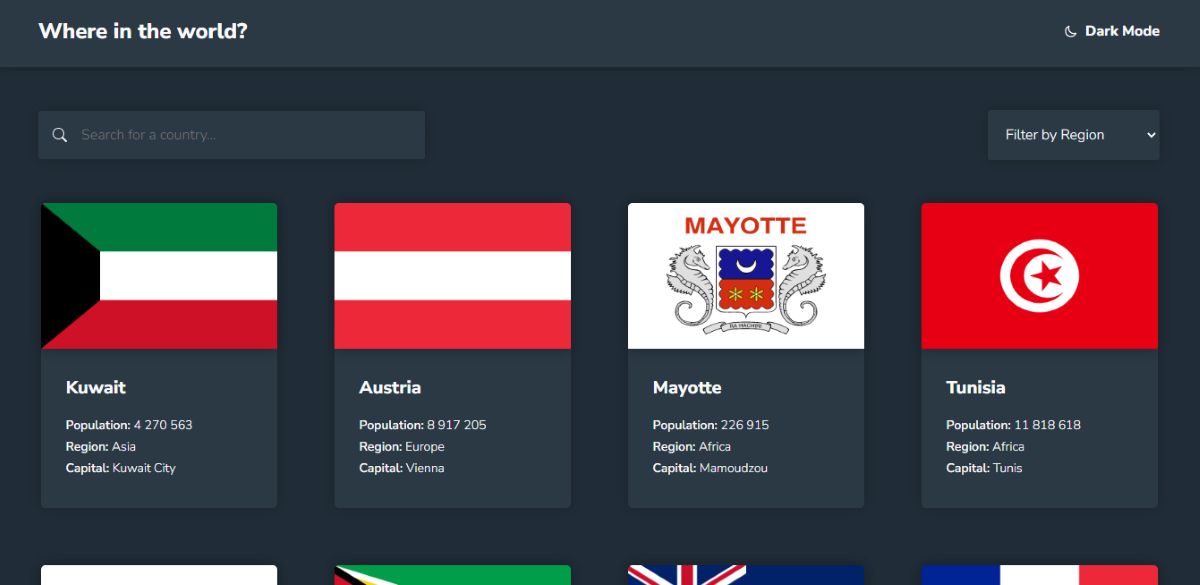 Where in the world?
Dark Mode
Search for a country...
Filter by Region
MAYOTTE
RA HACHIRI
Kuwait
Population: 4 270 563
Region: Asia
Capital: Kuwait City
Austria
Population: 8 917 205
Region: Europe
Capital: Vienna
Mayotte
Population: 226 915
Region: Africa
Capital: Mamoudzou
Tunisia
Population: 11 818 618
Region: Africa
Capital: Tunis